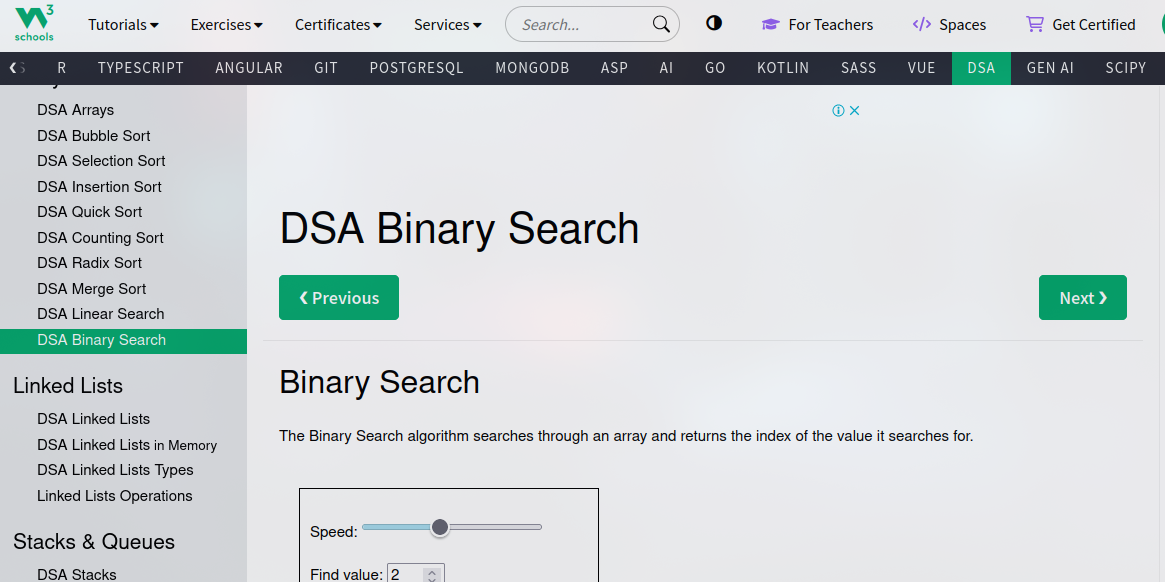 3
schools
Tutorials
Exercises
Certificates
Services
Search...
For Teachers
Spaces
Get Certified
R TYPESCRIPT ANGULAR GIT POSTGRESQL MONGODB ASP AI GO KOTLIN SASS VUE DSA GEN AI SCIPY
DSA Arrays
DSA Bubble Sort
DSA Selection Sort
DSA Insertion Sort
DSA Quick Sort
DSA Counting Sort
DSA Radix Sort
DSA Merge Sort
DSA Linear Search
DSA Binary Search
Linked Lists
DSA Linked Lists
DSA Linked Lists in Memory
DSA Linked Lists Types
Linked Lists Operations
Stacks & Queues
DSA Stacks
DSA Binary Search
❮ Previous
Next ❯
Binary Search
The Binary Search algorithm searches through an array and returns the index of the value it searches for.
Speed:
Find value: 2